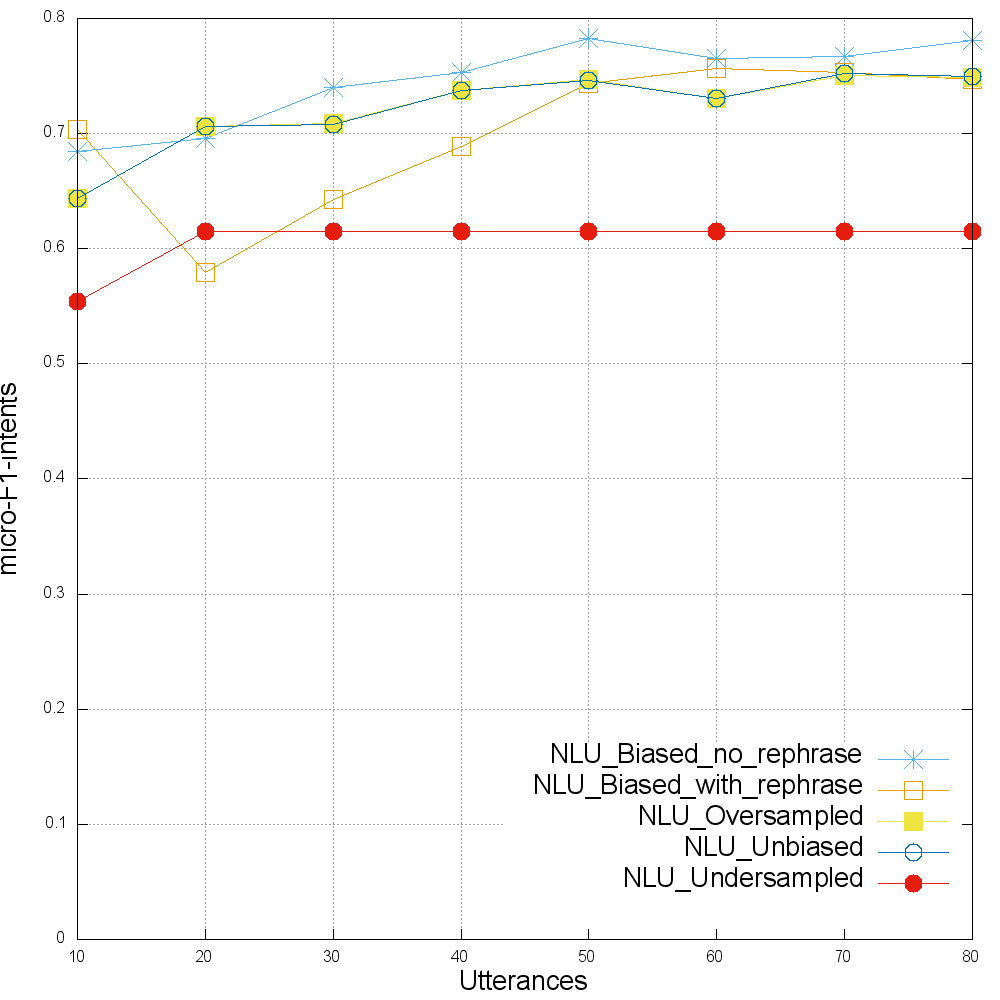 0.8
0.7
0.6
0.5
0.4
0.3
0.2
0.1
0
micro-F1-intents
NLU_Biased_no_rephrase
NLU_Biased_with_rephrase
NLU_Oversampled
NLU_Unbiased
NLU_Undersampled
10 20 30 40 50 60 70 80
Utterances